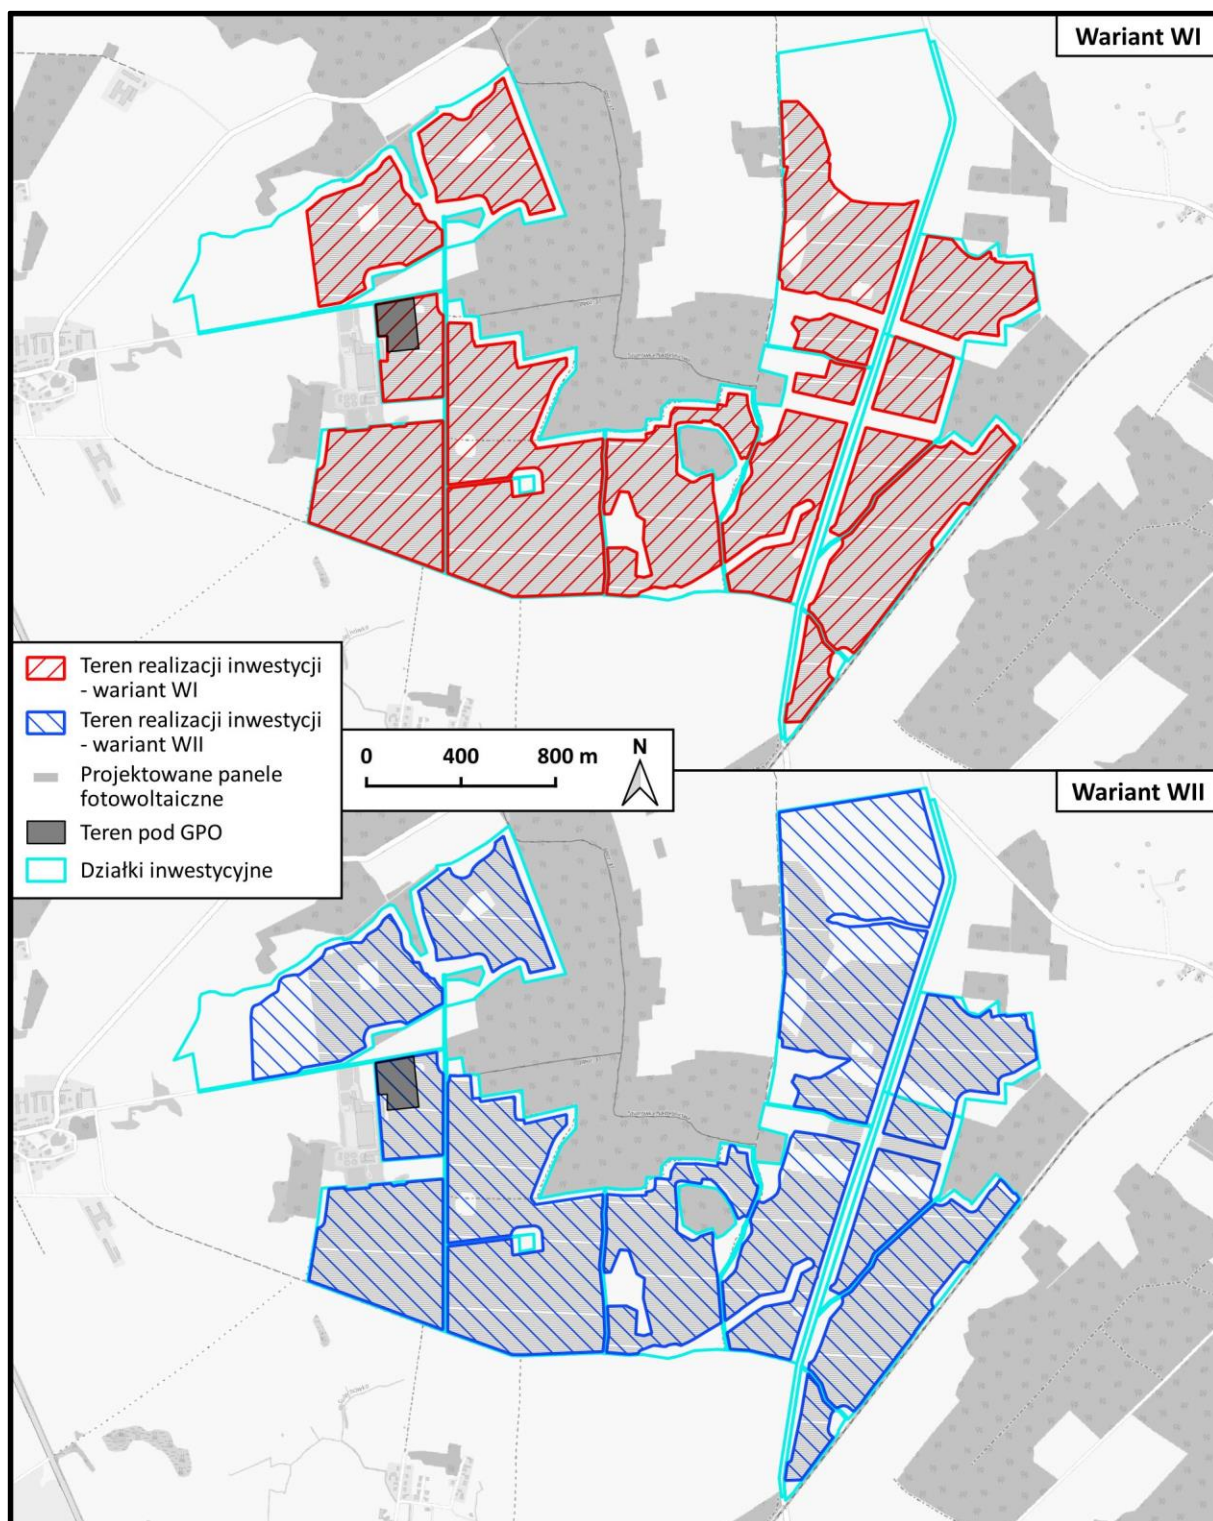 Wariant WI
Teren realizacji inwestycji
- wariant WI
Teren realizacji inwestycji
- wariant WII
Projektowane panele
fotowoltaiczne
Teren pod GPO
Działki inwestycyjne
0 400 800 m
N
Wariant WII